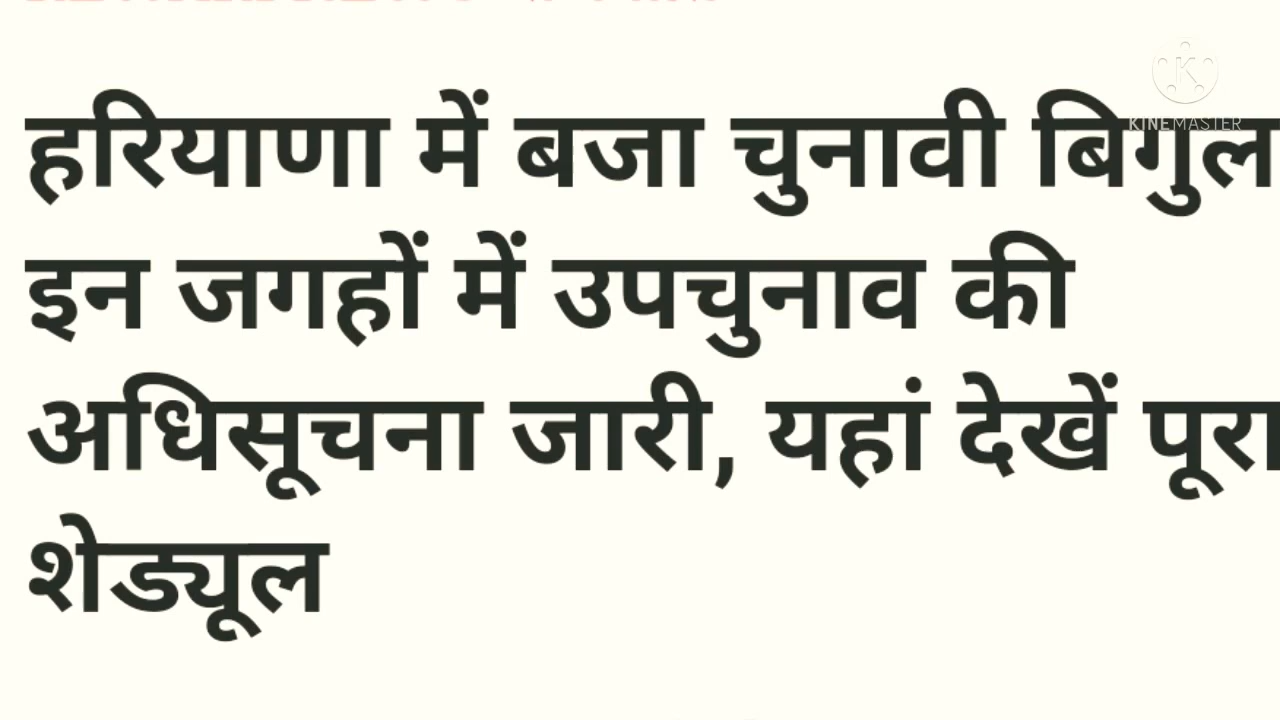 हरियाणा में बजा चुनावी बिगुल
इन जगहों में उपचुनाव की
अधिसूचना जारी, यहां देखें पूरा
शेड्यूल
KINEMASTER